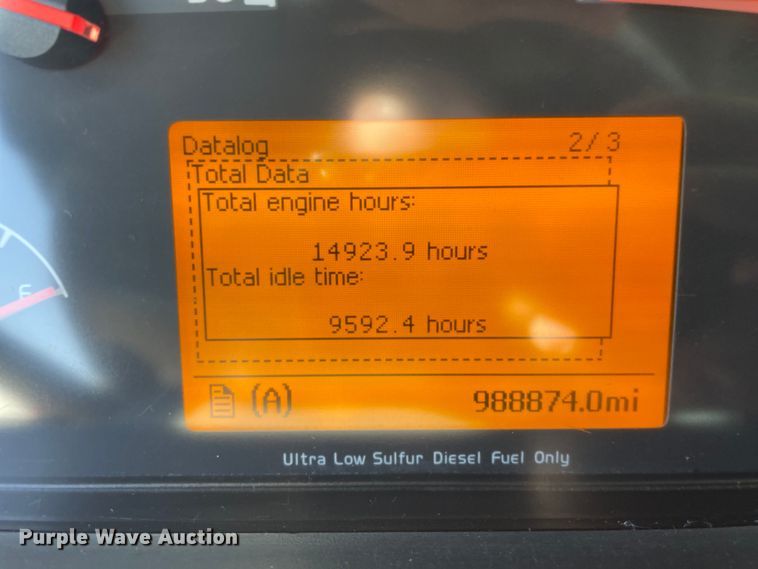 Datalog 2/3
Total Data
Total engine hours:
14923.9 hours
Total idle time:
9592.4 hours
(A) 988874.0mi
Ultra Low Sulfur Diesel Fuel Only
Purple Wave Auction